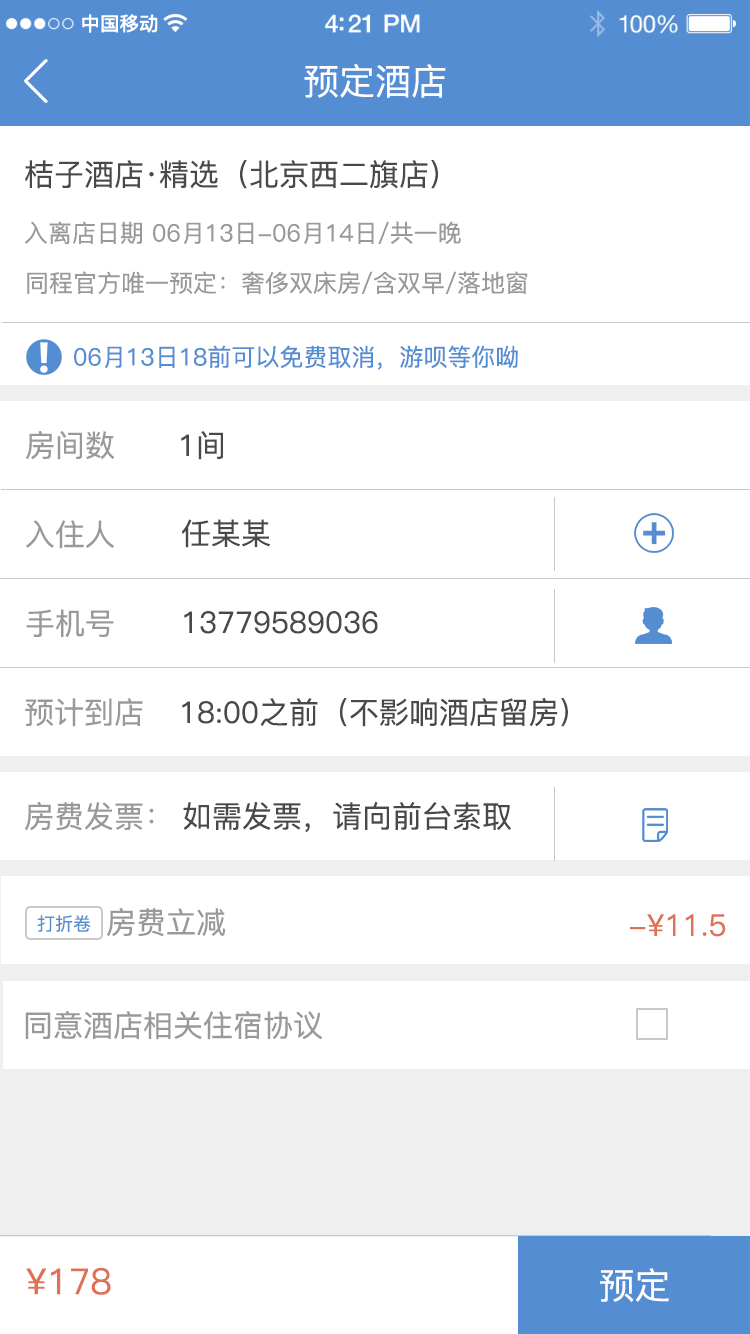 中国移动 4:21 PM 100%
预定酒店
桔子酒店·精选（北京西二旗店）
入离店日期 06月13日-06月14日/共一晚
同程官方唯一预定：奢侈双床房/含双早/落地窗
06月13日18前可以免费取消，游呗等你呦
房间数 1间
入住人 任某某
手机号 13779589036
预计到店 18:00之前（不影响酒店留房）
房费发票： 如需发票，请向前台索取
打折卷 房费立减 -¥11.5
同意酒店相关住宿协议
¥178 预定